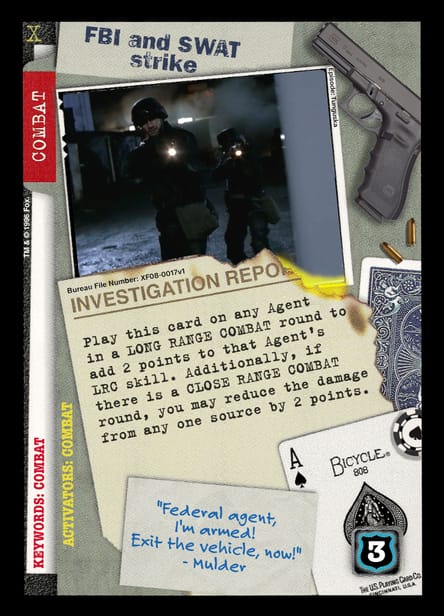 X
FBI and SWAT
strike
COMBAT
Episode: Tunguska
TM & © 1996 Fox.
Bureau File Number: XF08-0017v1
INVESTIGATION REPO
Play this card on any Agent
in a LONG RANGE COMBAT round to
add 2 points to that Agent's
LRC skill. Additionally, if
there is a CLOSE RANGE COMBAT
round, you may reduce the damage
from any one source by 2 points.
KEYWORDS: COMBAT
ACTIVATORS: COMBAT
"Federal agent,
I'm armed!
Exit the vehicle, now!"
- Mulder
A
BICYCLE®
808
3
THE U.S. PLAYING CARD CO.
CINCINNATI, U.S.A.